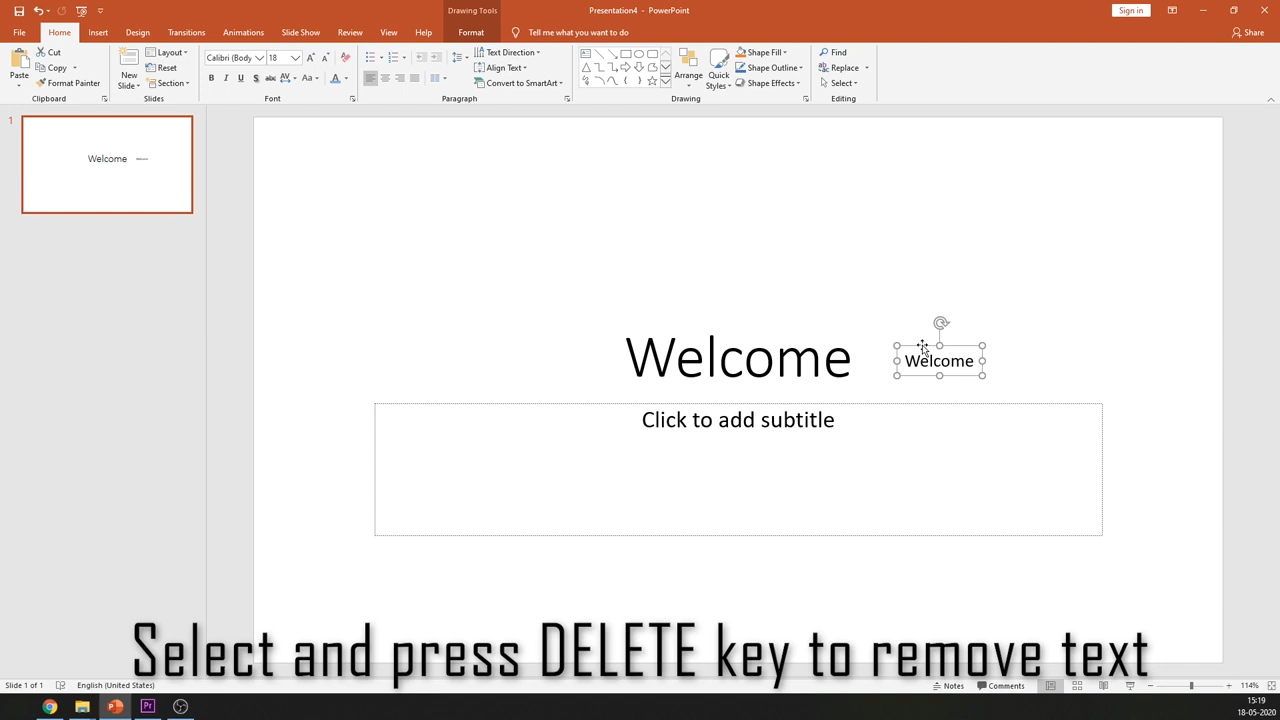 Drawing Tools
Presentation4 - PowerPoint
Sign in
File Home Insert Design Transitions Animations Slide Show Review View Help Format Tell me what you want to do Share
Paste
Cut
Copy
Format Painter
Clipboard
New
Slide
Layout
Reset
Section
Slides
Calibri (Body 18
B I U S abc AV Aa A
Font
Text Direction
Align Text
Convert to SmartArt
Paragraph
Arrange
Quick
Styles
Shape Fill
Shape Outline
Shape Effects
Drawing
Find
Replace
Select
Editing
1
Welcome
Welcome Welcome
Click to add subtitle
Select and press DELETE key to remove text
Slide 1 of 1 English (United States) Notes Comments 114%
15:19
18-05-2020